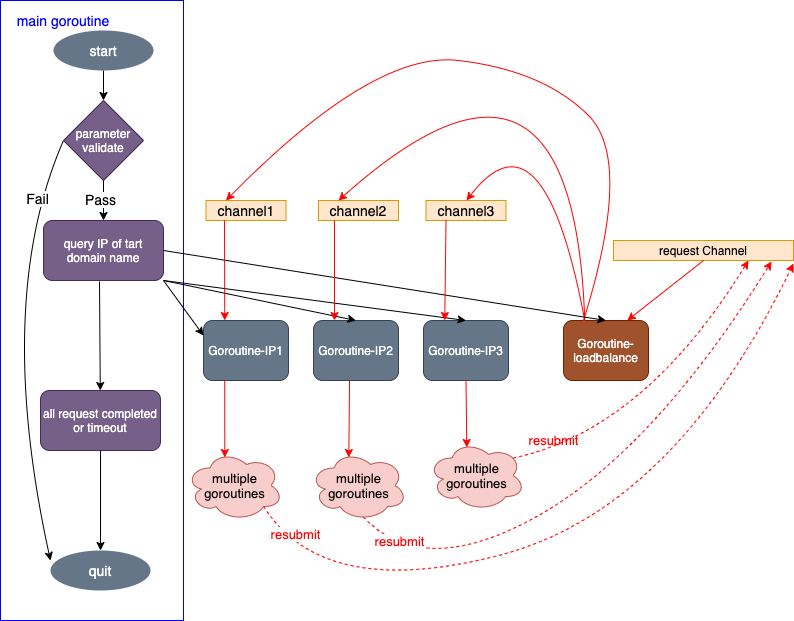 main goroutine
start
parameter
validate
Fail
Pass
query IP of tart
domain name
channel1
channel2
channel3
request Channel
Goroutine-IP1
Goroutine-IP2
Goroutine-IP3
Goroutine-
loadbalance
all request completed
or timeout
resubmit
multiple
goroutines
multiple
goroutines
multiple
goroutines
resubmit
resubmit
quit